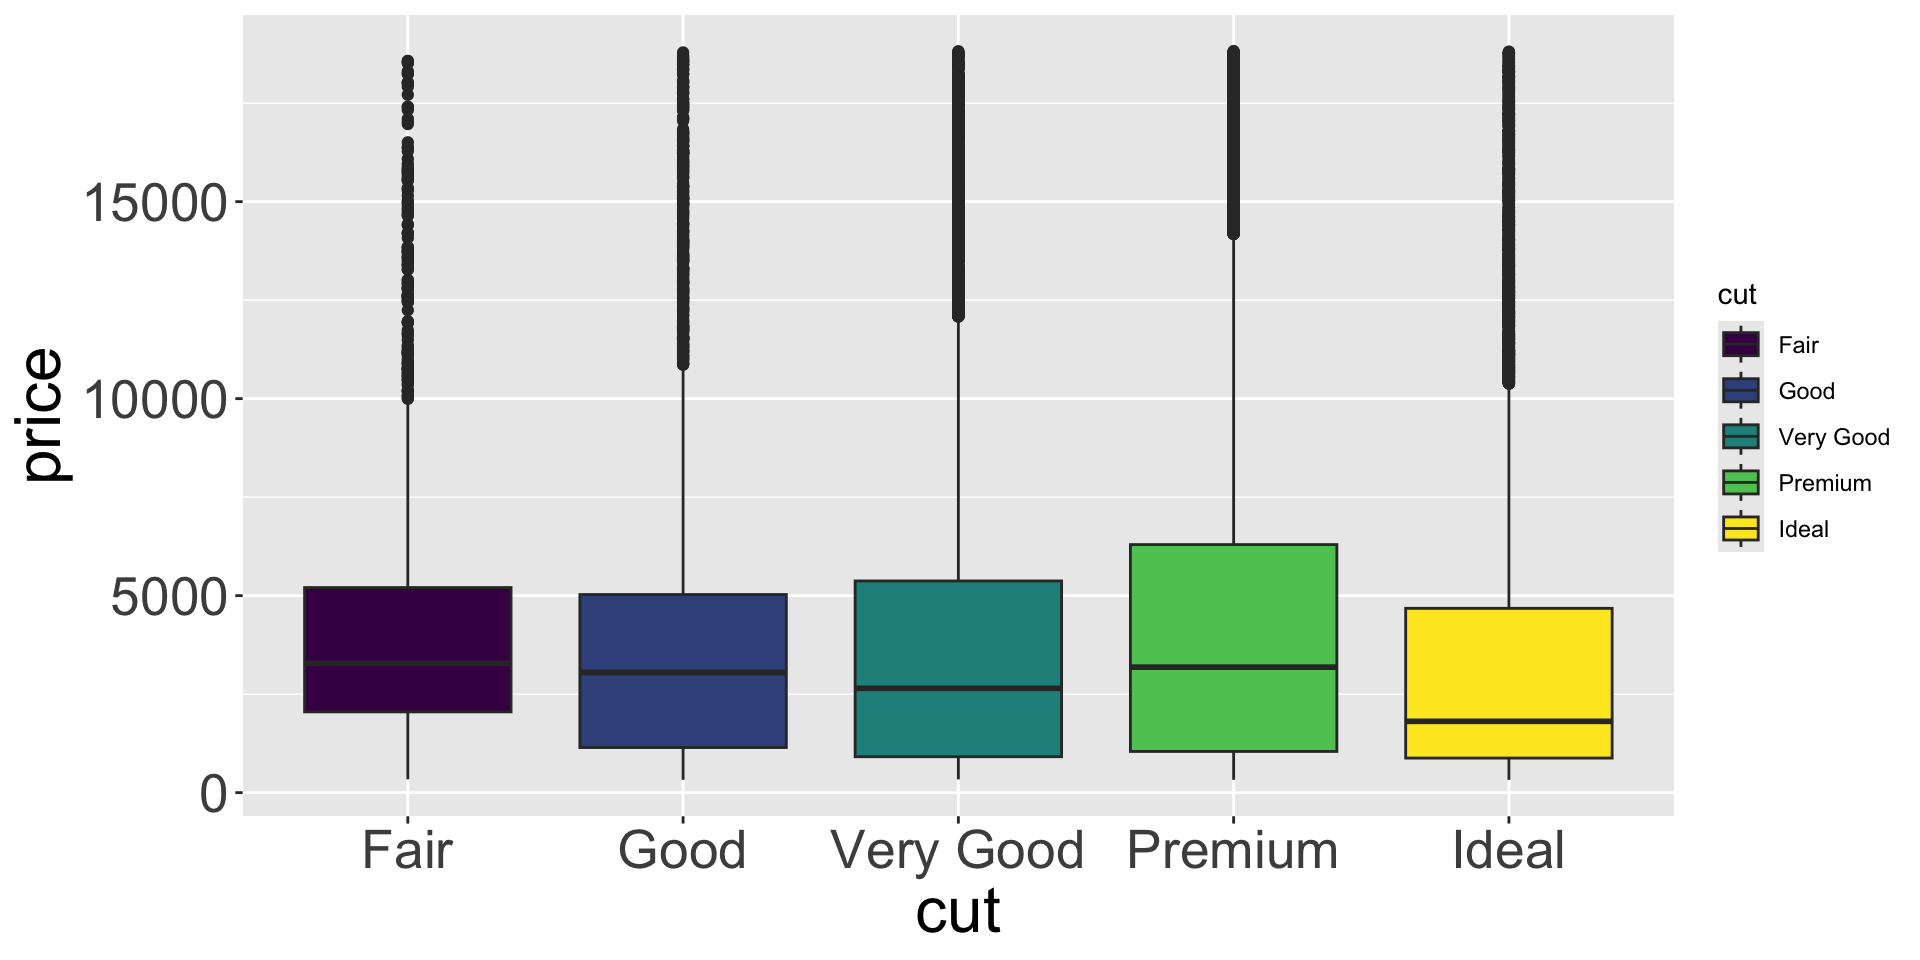 price
15000
10000
5000
0
Fair Good Very Good Premium Ideal
cut
cut
Fair
Good
Very Good
Premium
Ideal